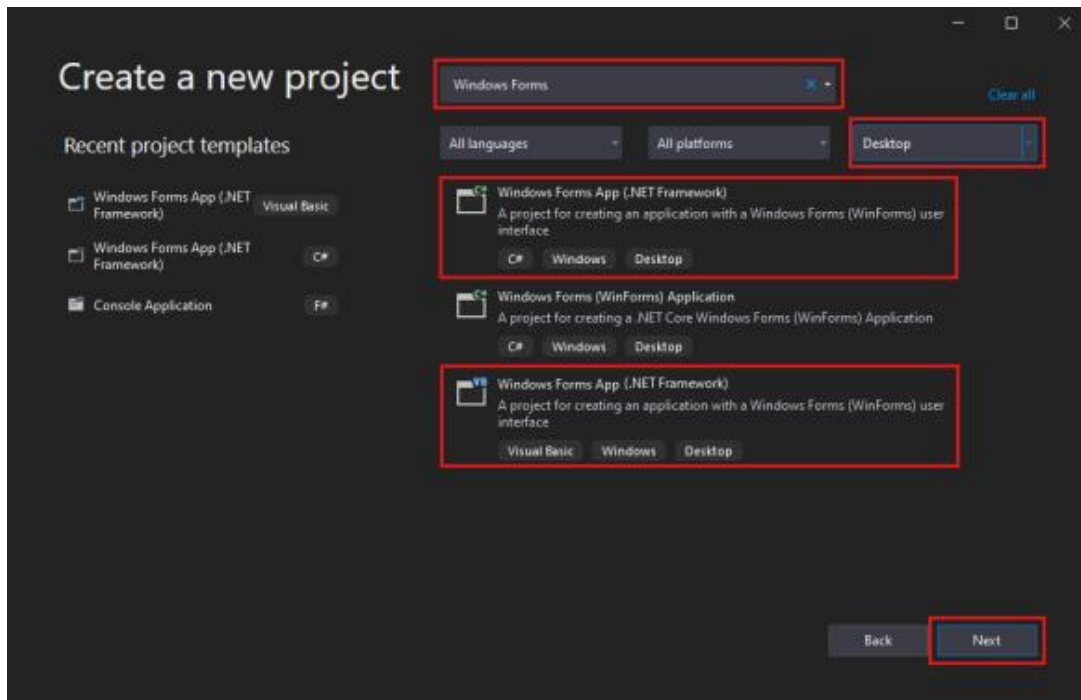 Create a new project
Windows Forms
Clear all
All languages
All platforms
Desktop
Recent project templates
Windows Forms App (.NET
Framework)
Visual Basic
Windows Forms App (.NET
Framework)
C#
Console Application
F#
Windows Forms App (.NET Framework)
A project for creating an application with a Windows Forms (WinForms) user
interface
C# Windows Desktop
Windows Forms (WinForms) Application
A project for creating a .NET Core Windows Forms (WinForms) Application
C# Windows Desktop
Windows Forms App (.NET Framework)
A project for creating an application with a Windows Forms (WinForms) user
interface
Visual Basic Windows Desktop
Back
Next